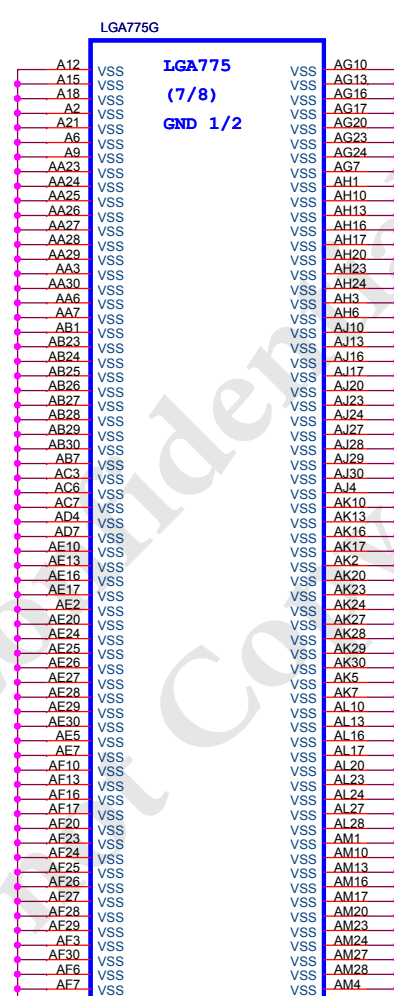 LGA775G
LGA775
(7/8)
GND 1/2
A12 VSS VSS AG10
A15 VSS VSS AG13
A18 VSS VSS AG16
A2 VSS VSS AG17
A21 VSS VSS AG20
A6 VSS VSS AG23
A9 VSS VSS AG24
AA23 VSS VSS AG7
AA24 VSS VSS AH1
AA25 VSS VSS AH10
AA26 VSS VSS AH13
AA27 VSS VSS AH16
AA28 VSS VSS AH17
AA29 VSS VSS AH20
AA3 VSS VSS AH23
AA30 VSS VSS AH24
AA6 VSS VSS AH3
AA7 VSS VSS AH6
AB1 VSS VSS AJ10
AB23 VSS VSS AJ13
AB24 VSS VSS AJ16
AB25 VSS VSS AJ17
AB26 VSS VSS AJ20
AB27 VSS VSS AJ23
AB28 VSS VSS AJ24
AB29 VSS VSS AJ27
AB30 VSS VSS AJ28
AB7 VSS VSS AJ29
AC3 VSS VSS AJ30
AC6 VSS VSS AJ4
AC7 VSS VSS AK10
AD4 VSS VSS AK13
AD7 VSS VSS AK16
AE10 VSS VSS AK17
AE13 VSS VSS AK2
AE16 VSS VSS AK20
AE17 VSS VSS AK23
AE2 VSS VSS AK24
AE20 VSS VSS AK27
AE24 VSS VSS AK28
AE25 VSS VSS AK29
AE26 VSS VSS AK30
AE27 VSS VSS AK5
AE28 VSS VSS AK7
AE29 VSS VSS AL10
AE30 VSS VSS AL13
AE5 VSS VSS AL16
AE7 VSS VSS AL17
AF10 VSS VSS AL20
AF13 VSS VSS AL23
AF16 VSS VSS AL24
AF17 VSS VSS AL27
AF20 VSS VSS AL28
AF23 VSS VSS AM1
AF24 VSS VSS AM10
AF25 VSS VSS AM13
AF26 VSS VSS AM16
AF27 VSS VSS AM17
AF28 VSS VSS AM20
AF29 VSS VSS AM23
AF3 VSS VSS AM24
AF30 VSS VSS AM27
AF6 VSS VSS AM28
AF7 VSS VSS AM4